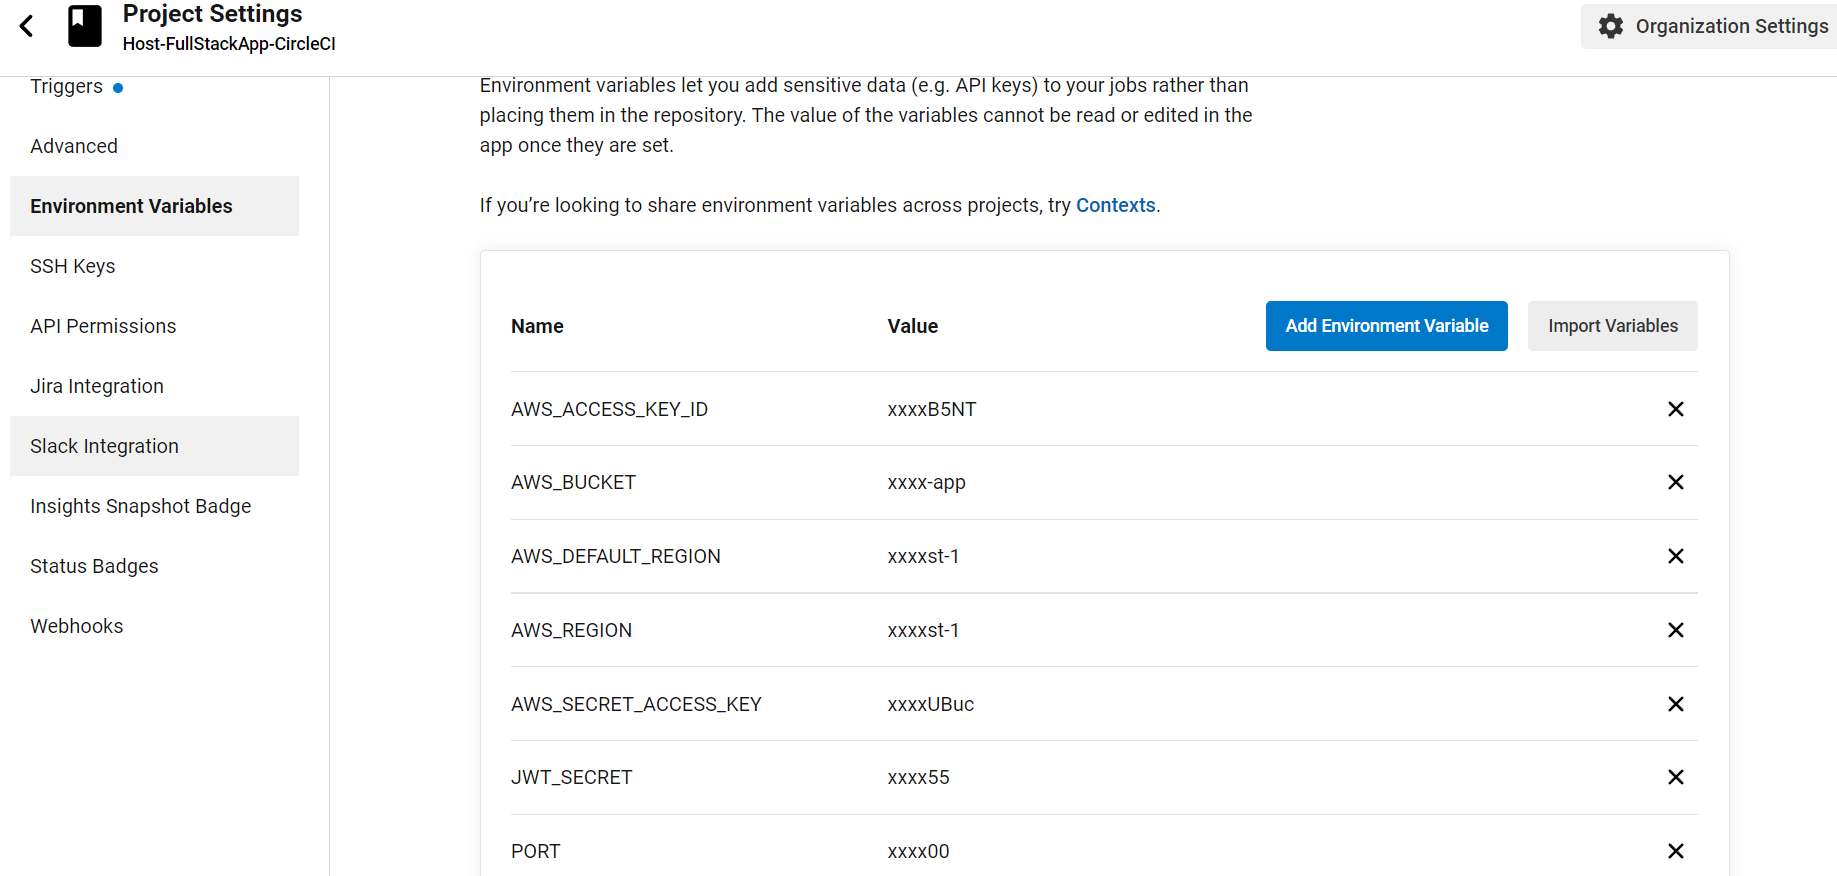 Project Settings
Host-FullStackApp-CircleCI
Organization Settings
Triggers
Advanced
Environment Variables
SSH Keys
API Permissions
Jira Integration
Slack Integration
Insights Snapshot Badge
Status Badges
Webhooks
Environment variables let you add sensitive data (e.g. API keys) to your jobs rather than
placing them in the repository. The value of the variables cannot be read or edited in the
app once they are set.
If you’re looking to share environment variables across projects, try Contexts.
Name Value Add Environment Variable Import Variables
AWS_ACCESS_KEY_ID xxxxB5NT
AWS_BUCKET xxxx-app
AWS_DEFAULT_REGION xxxxst-1
AWS_REGION xxxxst-1
AWS_SECRET_ACCESS_KEY xxxxUBuc
JWT_SECRET xxxx55
PORT xxxx00